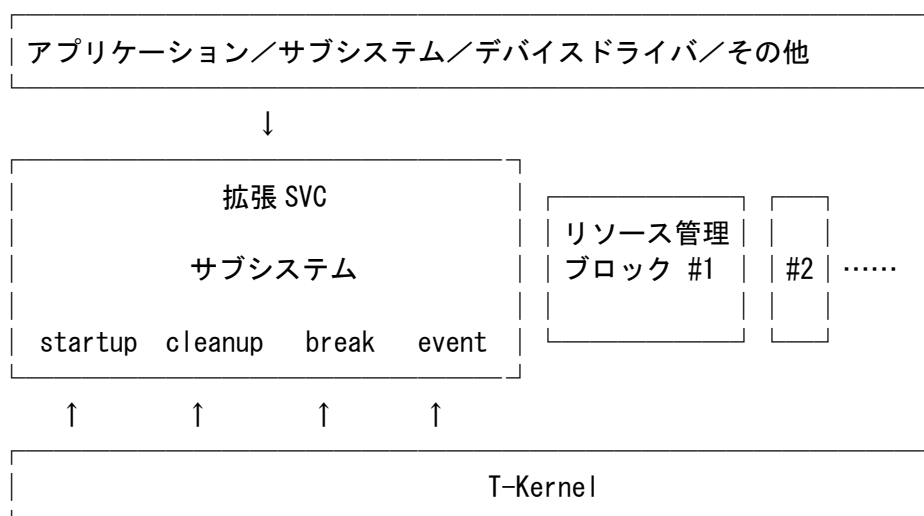 アプリケーション／サブシステム／デバイスドライバ／その他
↓
拡張 SVC
サブシステム
startup cleanup break event
リソース管理
ブロック #1
#2
……
↑ ↑ ↑ ↑
T-Kernel